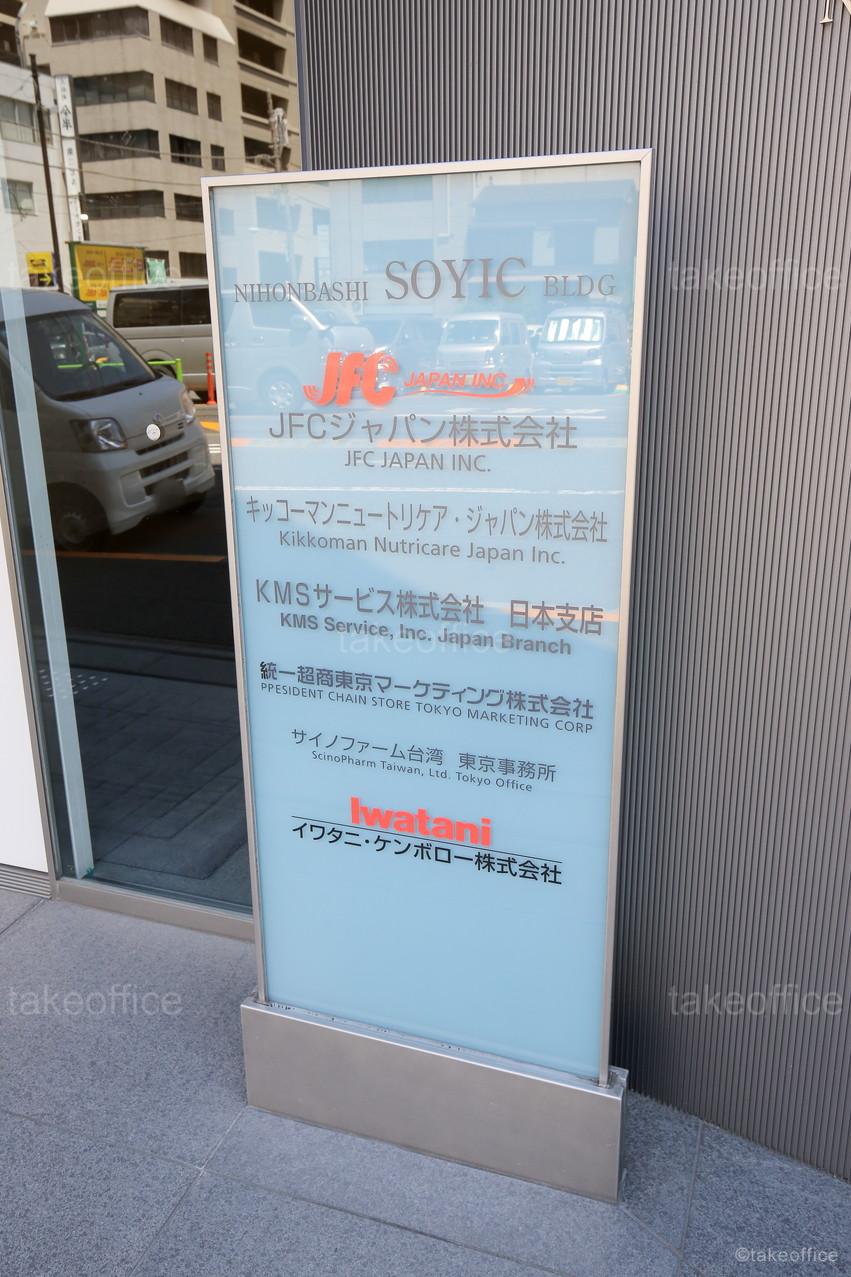 NIHONBASHI SOYIC BLDG
JFC JAPAN INC.
JFCジャパン株式会社
JFC JAPAN INC.
キッコーマンニュートリケア・ジャパン株式会社
Kikkoman Nutricare Japan Inc.
KMSサービス株式会社 日本支店
KMS Service, Inc. Japan Branch
統一超商東京マーケティング株式会社
PPESIDENT CHAIN STORE TOKYO MARKETING CORP
サイノファーム台湾 東京事務所
ScinoPharm Taiwan, Ltd. Tokyo Office
Iwatani
イワタニ・ケンボロー株式会社
takeoffice
takeoffice
takeoffice
takeoffice
takeoffice
©takeoffice